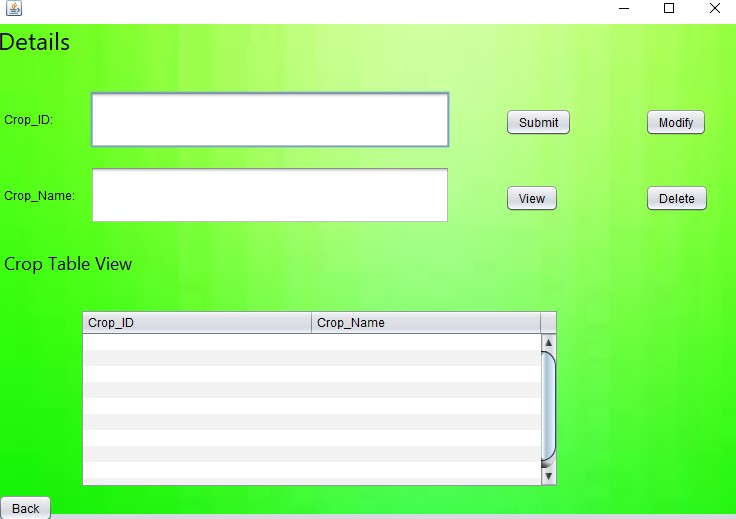 Details
Crop_ID:
Submit
Modify
Crop_Name:
View
Delete
Crop Table View
Crop_ID
Crop_Name
Back